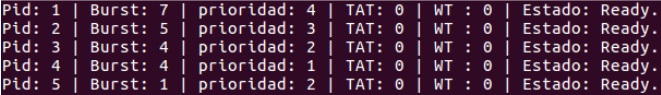 Pid: 1 | Burst: 7 | prioridad: 4 | TAT: 0 | WT : 0 | Estado: Ready.
Pid: 2 | Burst: 5 | prioridad: 3 | TAT: 0 | WT : 0 | Estado: Ready.
Pid: 3 | Burst: 4 | prioridad: 2 | TAT: 0 | WT : 0 | Estado: Ready.
Pid: 4 | Burst: 4 | prioridad: 1 | TAT: 0 | WT : 0 | Estado: Ready.
Pid: 5 | Burst: 1 | prioridad: 2 | TAT: 0 | WT : 0 | Estado: Ready.